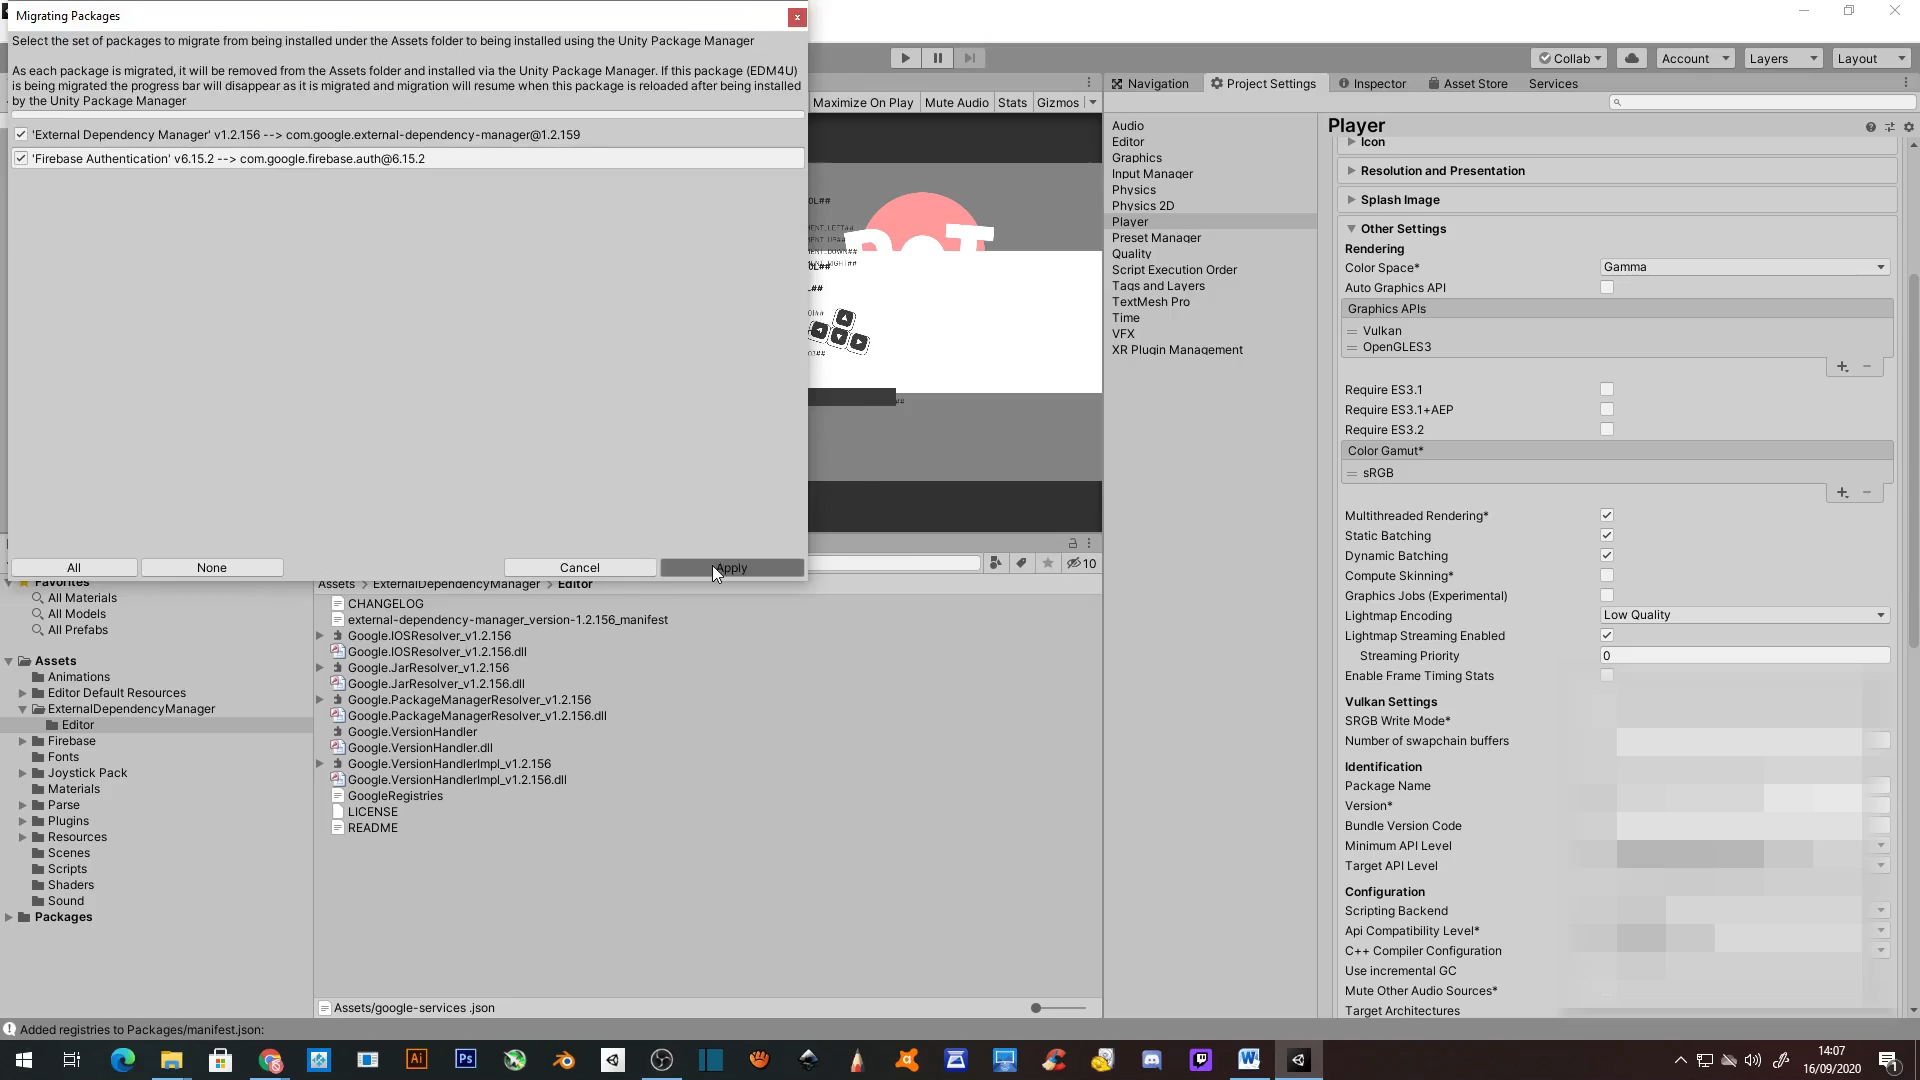 Migrating Packages
x
Select the set of packages to migrate from being installed under the Assets folder to being installed using the Unity Package Manager
As each package is migrated, it will be removed from the Assets folder and installed via the Unity Package Manager. If this package (EDM4U)
is being migrated the progress bar will disappear as it is migrated and migration will resume when this package is reloaded after being installed
by the Unity Package Manager
'External Dependency Manager' v1.2.156 --> com.google.external-dependency-manager@1.2.159
'Firebase Authentication' v6.15.2 --> com.google.firebase.auth@6.15.2
All
None
Cancel
Apply
Collab
Account
Layers
Layout
Maximize On Play
Mute Audio
Stats
Gizmos
Navigation
Project Settings
Inspector
Asset Store
Services
Audio
Editor
Graphics
Input Manager
Physics
Physics 2D
Player
Preset Manager
Quality
Script Execution Order
Tags and Layers
TextMesh Pro
Time
VFX
XR Plugin Management
Player
Icon
Resolution and Presentation
Splash Image
Other Settings
Rendering
Color Space* Gamma
Auto Graphics API
Graphics APIs
Vulkan
OpenGLES3
Require ES3.1
Require ES3.1+AEP
Require ES3.2
Color Gamut*
sRGB
Multithreaded Rendering*
Static Batching
Dynamic Batching
Compute Skinning*
Graphics Jobs (Experimental)
Lightmap Encoding Low Quality
Lightmap Streaming Enabled
Streaming Priority 0
Enable Frame Timing Stats
Vulkan Settings
SRGB Write Mode*
Number of swapchain buffers
Identification
Package Name
Version*
Bundle Version Code
Minimum API Level
Target API Level
Configuration
Scripting Backend
Api Compatibility Level*
C++ Compiler Configuration
Use incremental GC
Mute Other Audio Sources*
Target Architectures
10
Favorites
All Materials
All Models
All Prefabs
Assets
Animations
Editor Default Resources
ExternalDependencyManager
Editor
Firebase
Fonts
Joystick Pack
Materials
Parse
Plugins
Resources
Scenes
Scripts
Shaders
Sound
Packages
Assets > ExternalDependencyManager > Editor
CHANGELOG
external-dependency-manager_version-1.2.156_manifest
Google.IOSResolver_v1.2.156
Google.IOSResolver_v1.2.156.dll
Google.JarResolver_v1.2.156
Google.JarResolver_v1.2.156.dll
Google.PackageManagerResolver_v1.2.156
Google.PackageManagerResolver_v1.2.156.dll
Google.VersionHandler
Google.VersionHandler.dll
Google.VersionHandlerImpl_v1.2.156
Google.VersionHandlerImpl_v1.2.156.dll
GoogleRegistries
LICENSE
README
Assets/google-services .json
Added registries to Packages/manifest.json:
Ai
Ps
W
14:07
16/09/2020
1